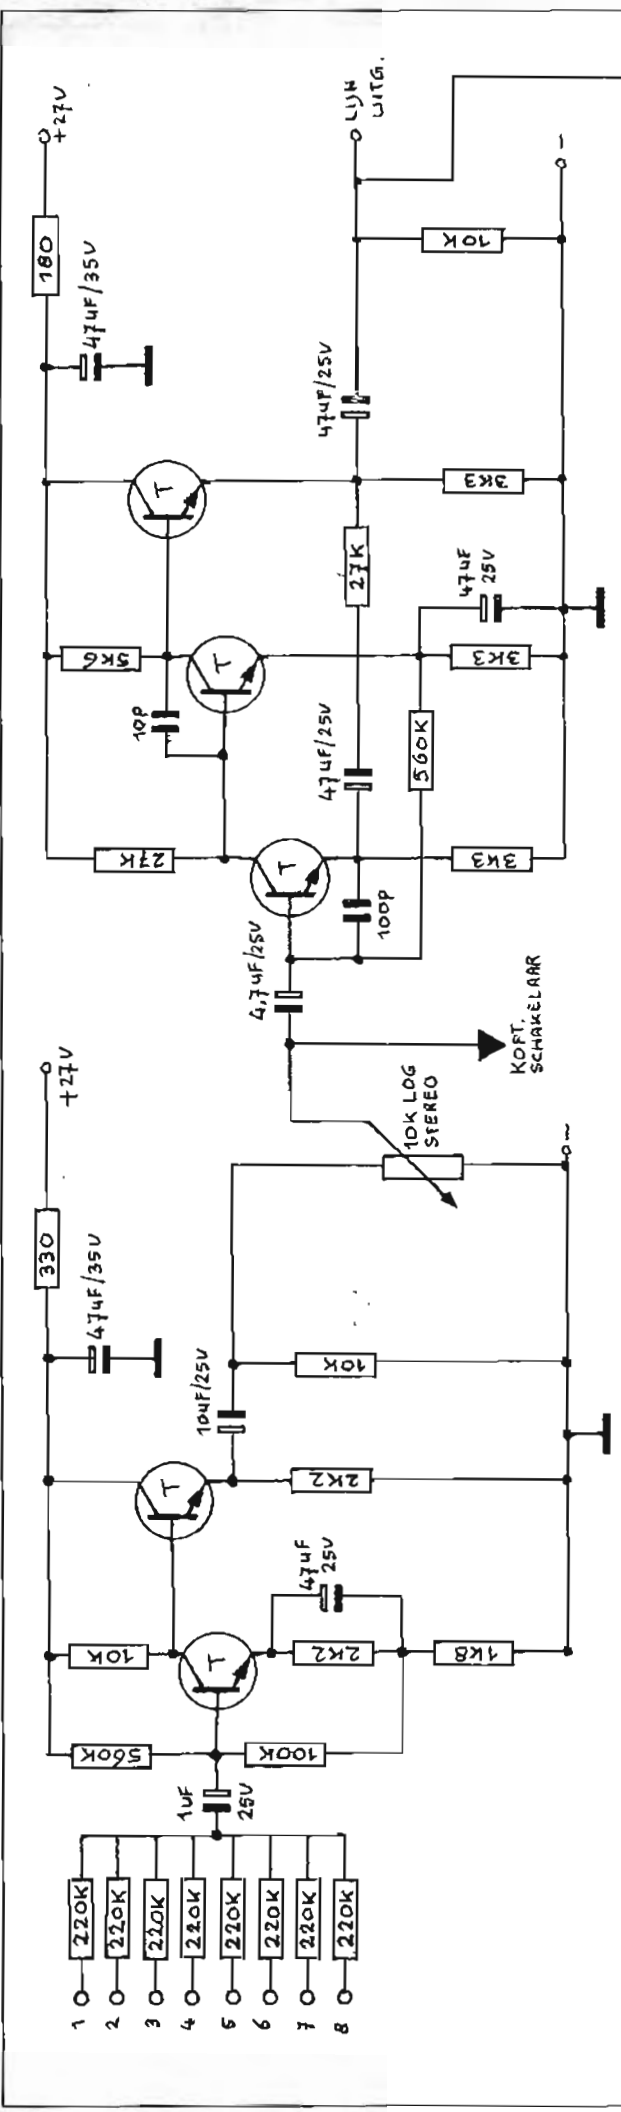 1
2
3
4
5
6
7
8
220K
220K
220K
220K
220K
220K
220K
220K
1uF
25V
560K
100K
10K
T
2K2
47uF
25V
1K8
T
2K2
10uF/25V
10K
47uF/35V
330
+27V
10K LOG
STEREO
-
KOPT.
SCHAKELAAR
4,7uF/25V
100P
T
27K
3K3
560K
47uF/25V
10P
T
5K6
27K
3K3
47uF
25V
T
3K3
47uF/25V
47uF/35V
180
+27V
10K
LIJN
UITG.
-